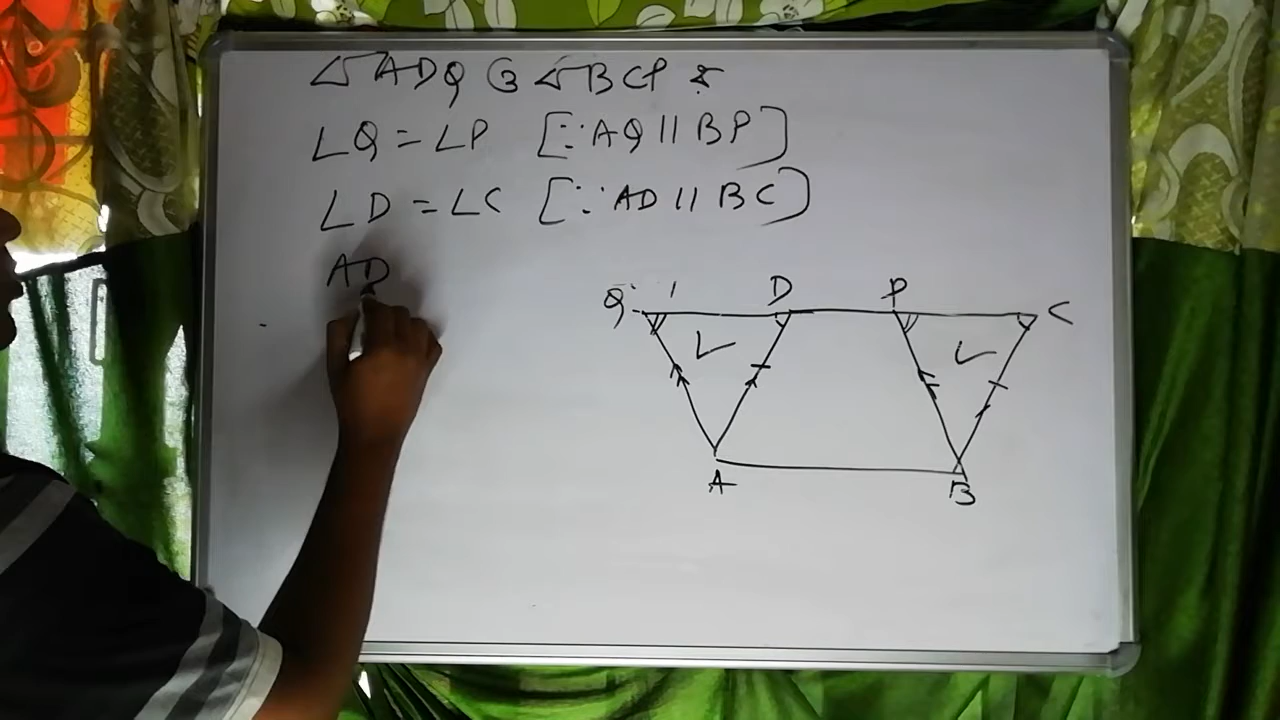 △ADQ ও △BCP এ
∠Q = ∠P [∵ AQ || BP]
∠D = ∠C [∵ AD || BC]
AD
Q D P C
A B